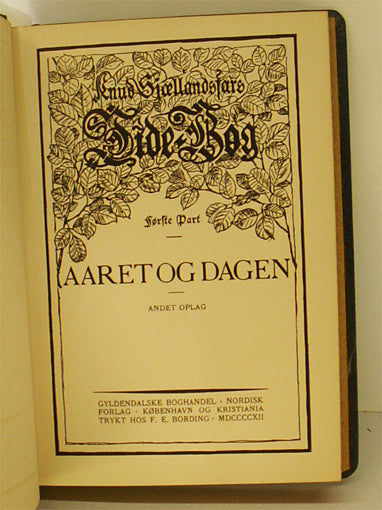 Knud Sjællandsfars
Tide-Bog
Første Part
AARET OG DAGEN
ANDET OPLAG
GYLDENDALSKE BOGHANDEL · NORDISK
FORLAG · KØBENHAVN OG KRISTIANIA
TRYKT HOS F. E. BORDING · MDCCCCXII